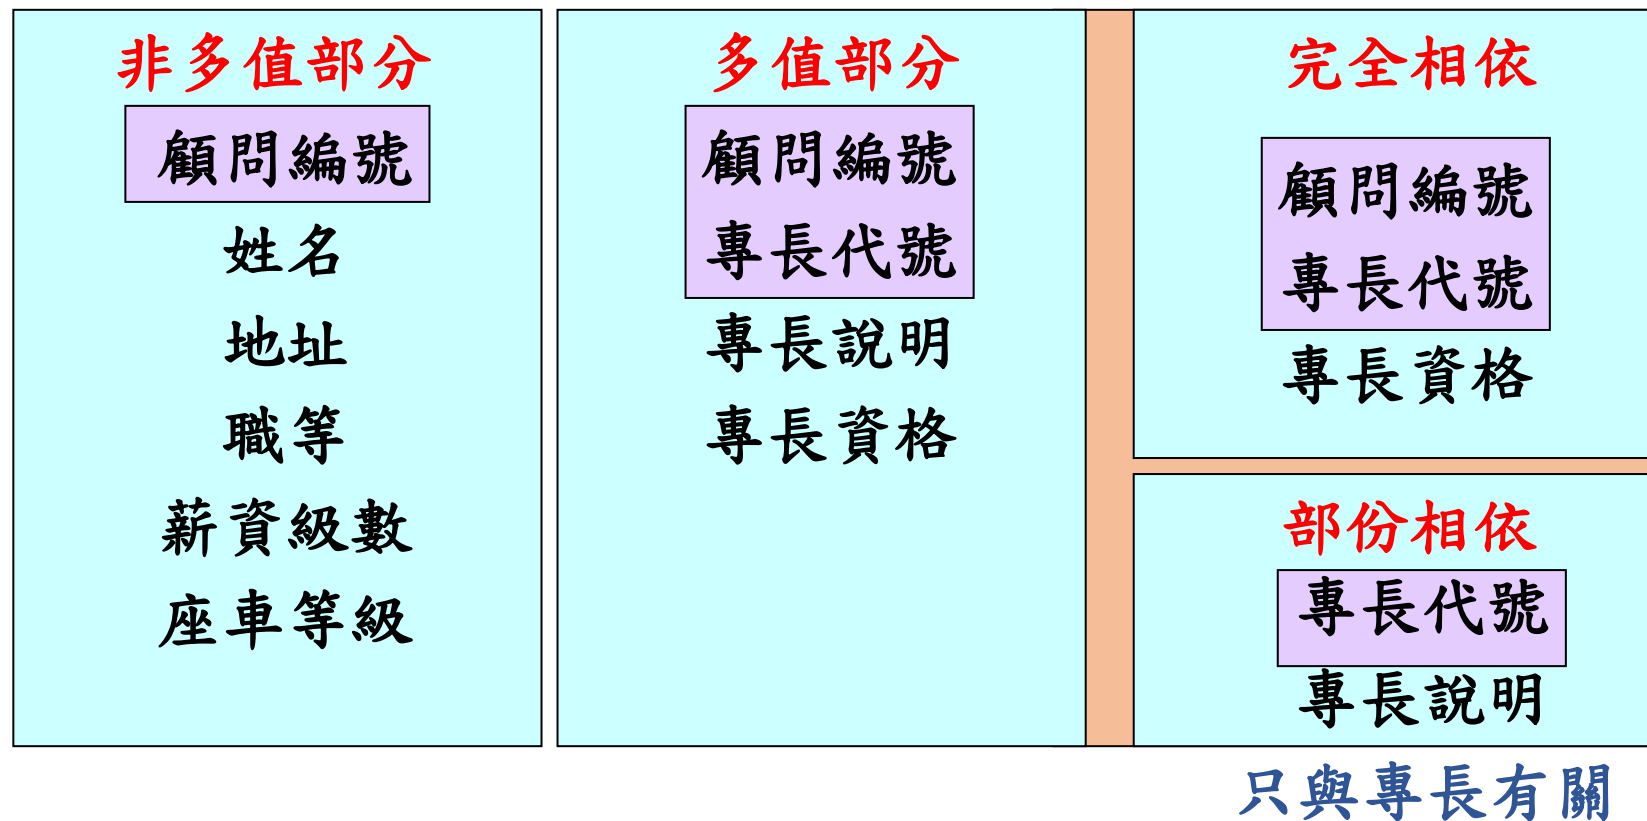 非多值部分
顧問編號
姓名
地址
職等
薪資級數
座車等級
多值部分
顧問編號
專長代號
專長說明
專長資格
完全相依
顧問編號
專長代號
專長資格
部份相依
專長代號
專長說明
只與專長有關